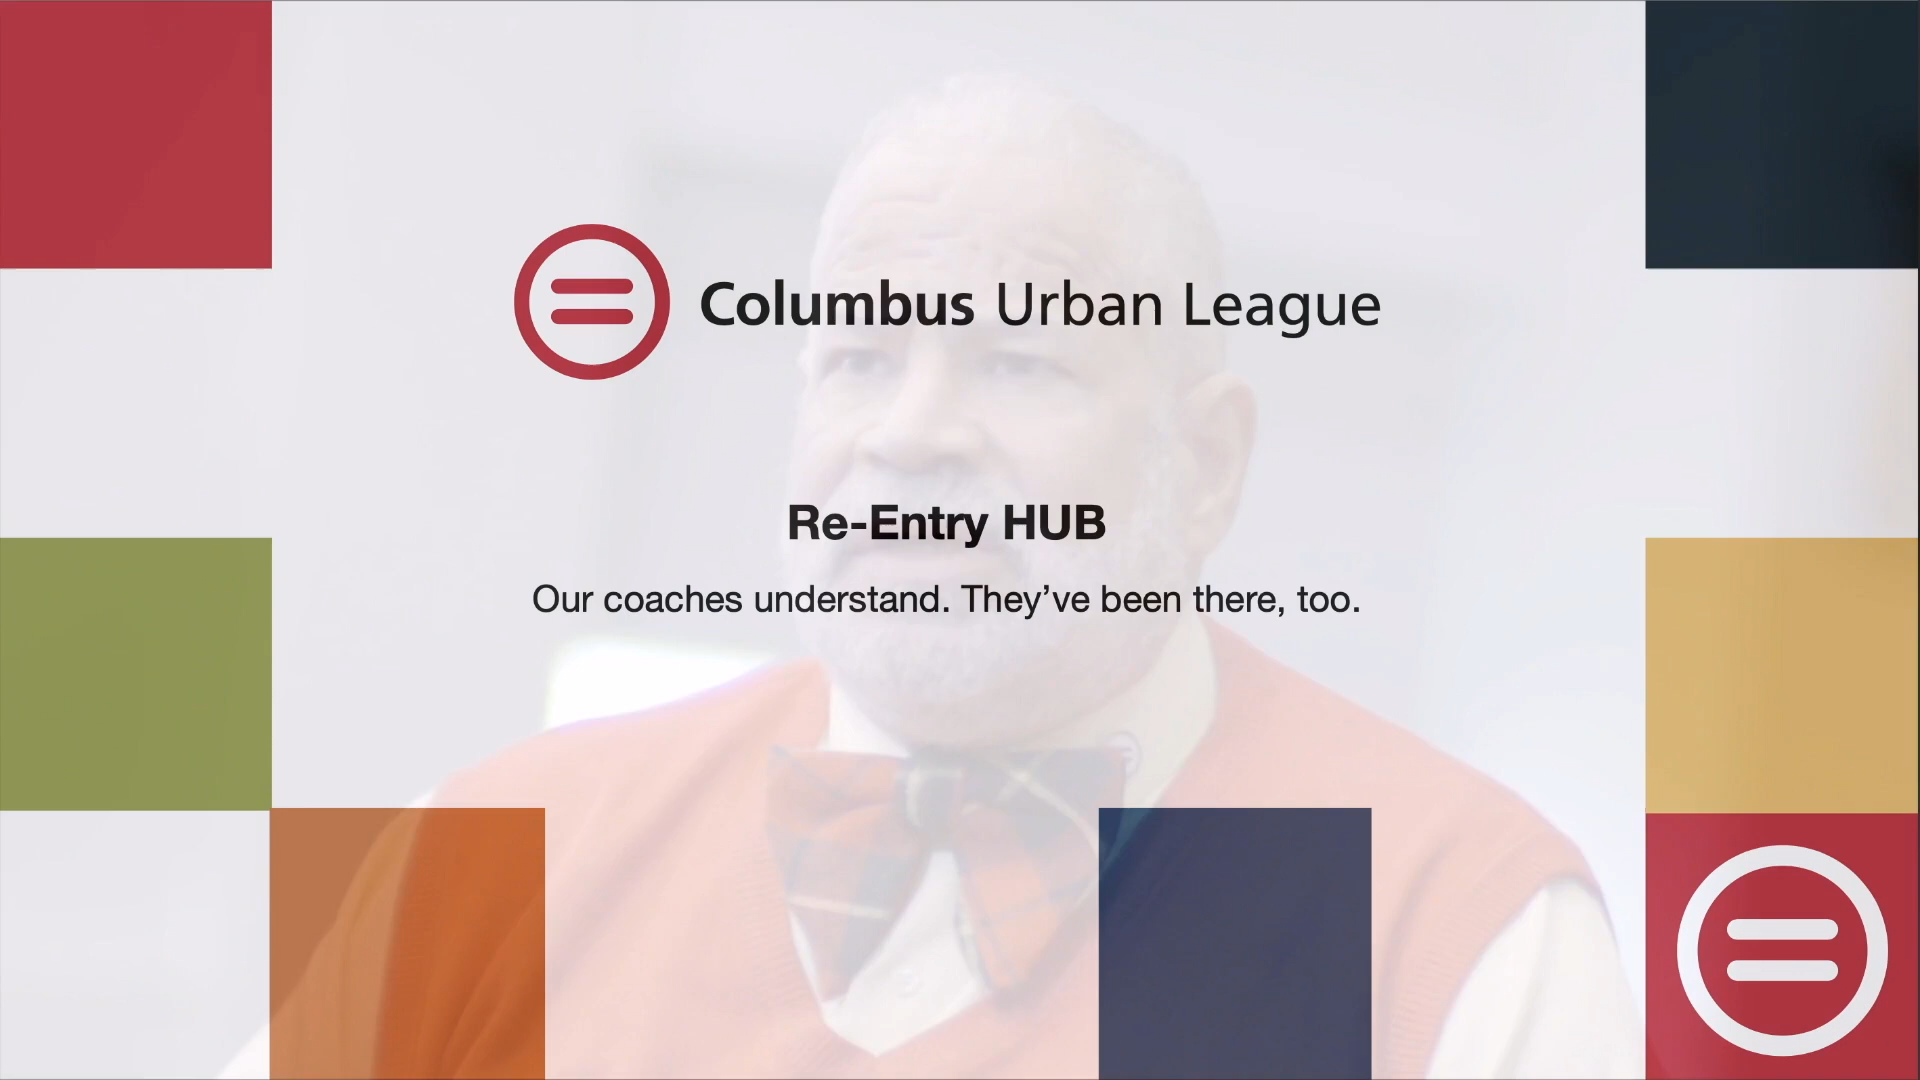 Columbus Urban League
Re-Entry HUB
Our coaches understand. They’ve been there, too.